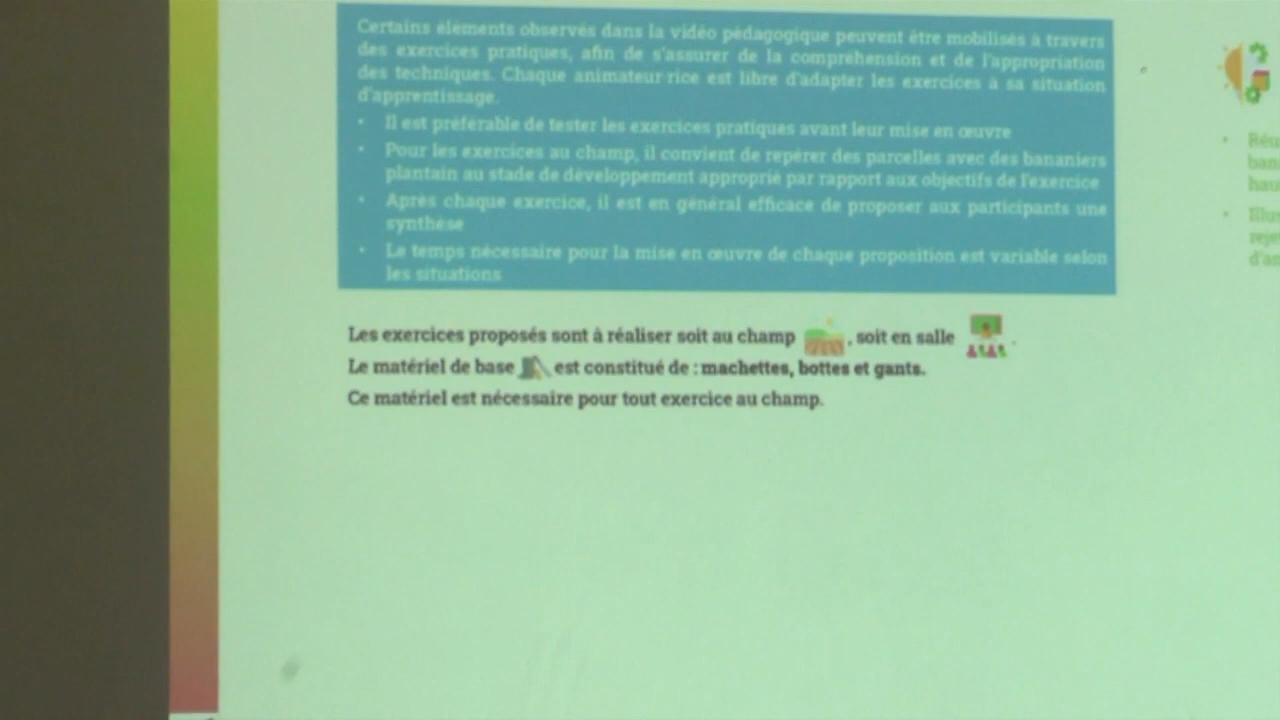 Certains éléments observés dans la vidéo pédagogique peuvent être mobilisés à travers
des exercices pratiques, afin de s'assurer de la compréhension et de l'appropriation
des techniques. Chaque animateur·rice est libre d'adapter les exercices à sa situation
d'apprentissage.
• Il est préférable de tester les exercices pratiques avant leur mise en œuvre
• Pour les exercices au champ, il convient de repérer des parcelles avec des bananiers
plantain au stade de développement approprié par rapport aux objectifs de l'exercice
• Après chaque exercice, il est en général efficace de proposer aux participants une
synthèse
• Le temps nécessaire pour la mise en œuvre de chaque proposition est variable selon
les situations
Les exercices proposés sont à réaliser soit au champ , soit en salle .
Le matériel de base est constitué de : machettes, bottes et gants.
Ce matériel est nécessaire pour tout exercice au champ.